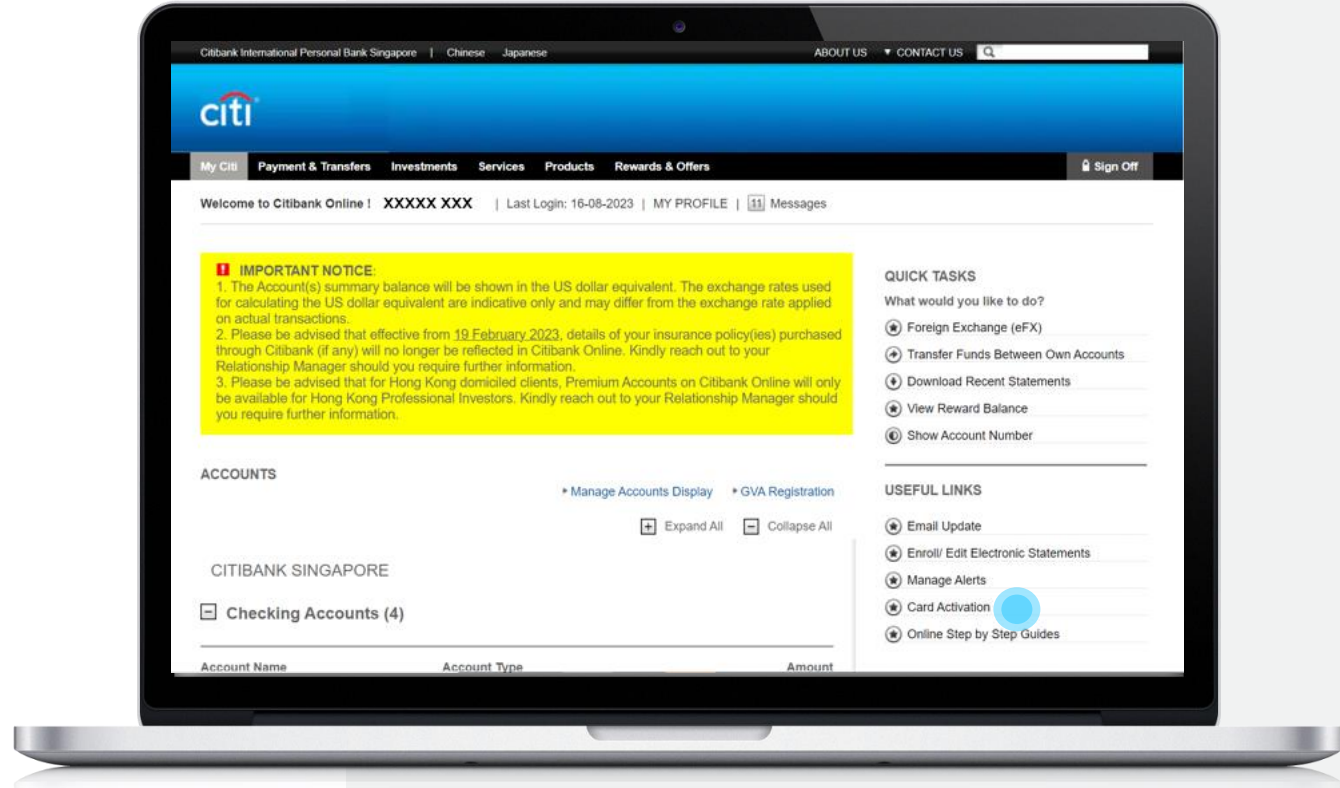 Citibank International Personal Bank Singapore | Chinese Japanese ABOUT US ▼ CONTACT US
citi
My Citi Payment & Transfers Investments Services Products Rewards & Offers Sign Off
Welcome to Citibank Online ! XXXXX XXX | Last Login: 16-08-2023 | MY PROFILE | 11 Messages
! IMPORTANT NOTICE:
1. The Account(s) summary balance will be shown in the US dollar equivalent. The exchange rates used
for calculating the US dollar equivalent are indicative only and may differ from the exchange rate applied
on actual transactions.
2. Please be advised that effective from 19 February 2023, details of your insurance policy(ies) purchased
through Citibank (if any) will no longer be reflected in Citibank Online. Kindly reach out to your
Relationship Manager should you require further information.
3. Please be advised that for Hong Kong domiciled clients, Premium Accounts on Citibank Online will only
be available for Hong Kong Professional Investors. Kindly reach out to your Relationship Manager should
you require further information.
ACCOUNTS
Manage Accounts Display GVA Registration
+ Expand All − Collapse All
CITIBANK SINGAPORE
− Checking Accounts (4)
Account Name Account Type Amount
QUICK TASKS
What would you like to do?
Foreign Exchange (eFX)
Transfer Funds Between Own Accounts
Download Recent Statements
View Reward Balance
Show Account Number
USEFUL LINKS
Email Update
Enroll/ Edit Electronic Statements
Manage Alerts
Card Activation
Online Step by Step Guides